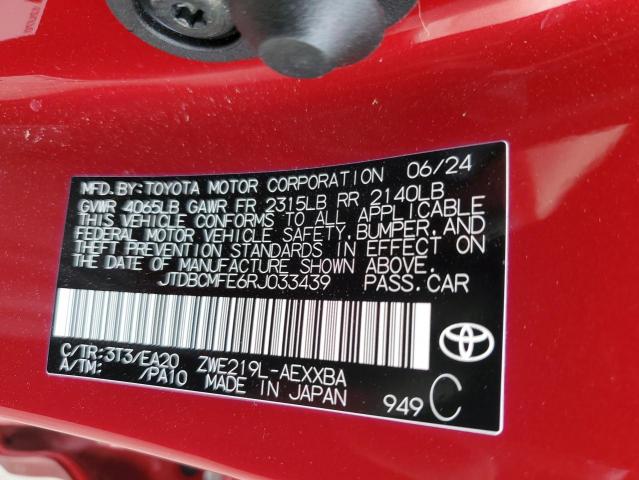 MFD.BY:TOYOTA MOTOR CORPORATION 06/24
GVWR 4065LB GAWR FR 2315LB RR 2140LB
THIS VEHICLE CONFORMS TO ALL APPLICABLE
FEDERAL MOTOR VEHICLE SAFETY, BUMPER, AND
THEFT PREVENTION STANDARDS IN EFFECT ON
THE DATE OF MANUFACTURE SHOWN ABOVE.
JTDBCMFE6RJ033439 PASS.CAR
C/TR:3T3/EA20 ZWE219L-AEXXBA
A/TM: /PA10 MADE IN JAPAN
949 C
TOYOTA